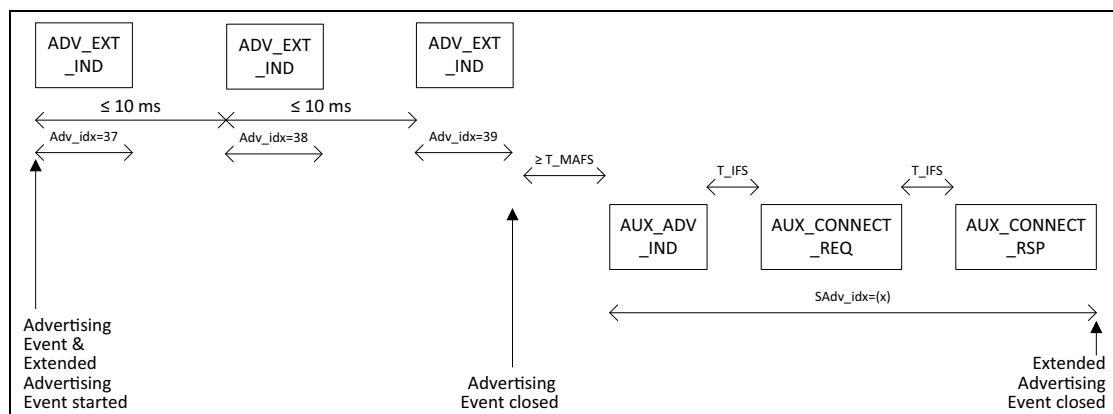 ADV_EXT
_IND
ADV_EXT
_IND
ADV_EXT
_IND
≤ 10 ms
≤ 10 ms
Adv_idx=37
Adv_idx=38
Adv_idx=39
≥ T_MAFS
T_IFS
T_IFS
AUX_ADV
_IND
AUX_CONNECT
_REQ
AUX_CONNECT
_RSP
SAdv_idx=(x)
Advertising
Event &
Extended
Advertising
Event started
Advertising
Event closed
Extended
Advertising
Event closed